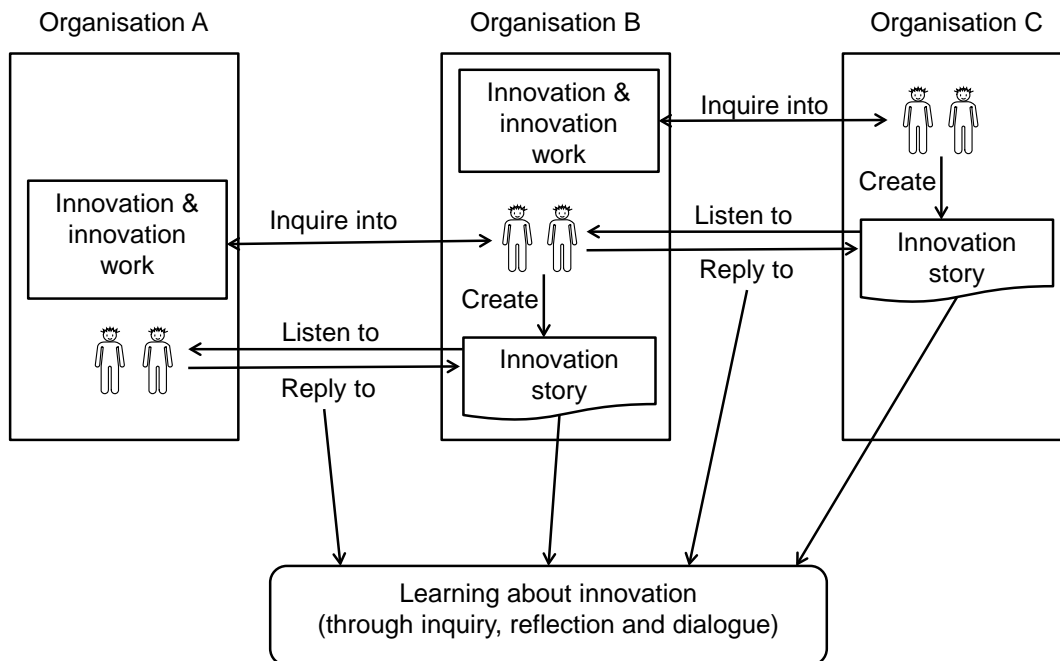 Organisation A
Organisation B
Organisation C
Innovation &
innovation
work
Inquire into
Create
Innovation &
innovation
work
Inquire into
Listen to
Innovation
story
Reply to
Create
Listen to
Innovation
story
Reply to
Learning about innovation
(through inquiry, reflection and dialogue)